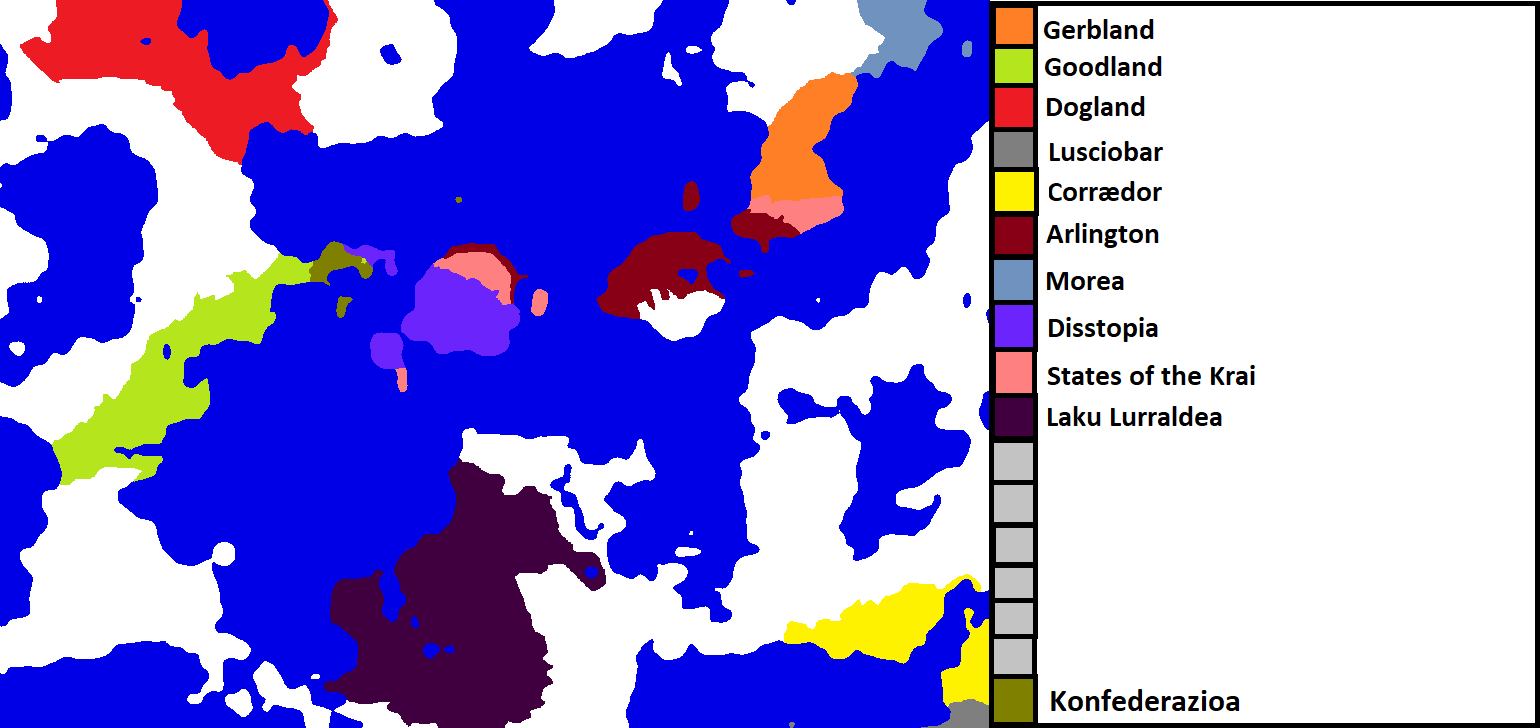 Gerbland
Goodland
Dogland
Lusciobar
Corrædor
Arlington
Morea
Disstopia
States of the Krai
Laku Lurraldea
Konfederazioa